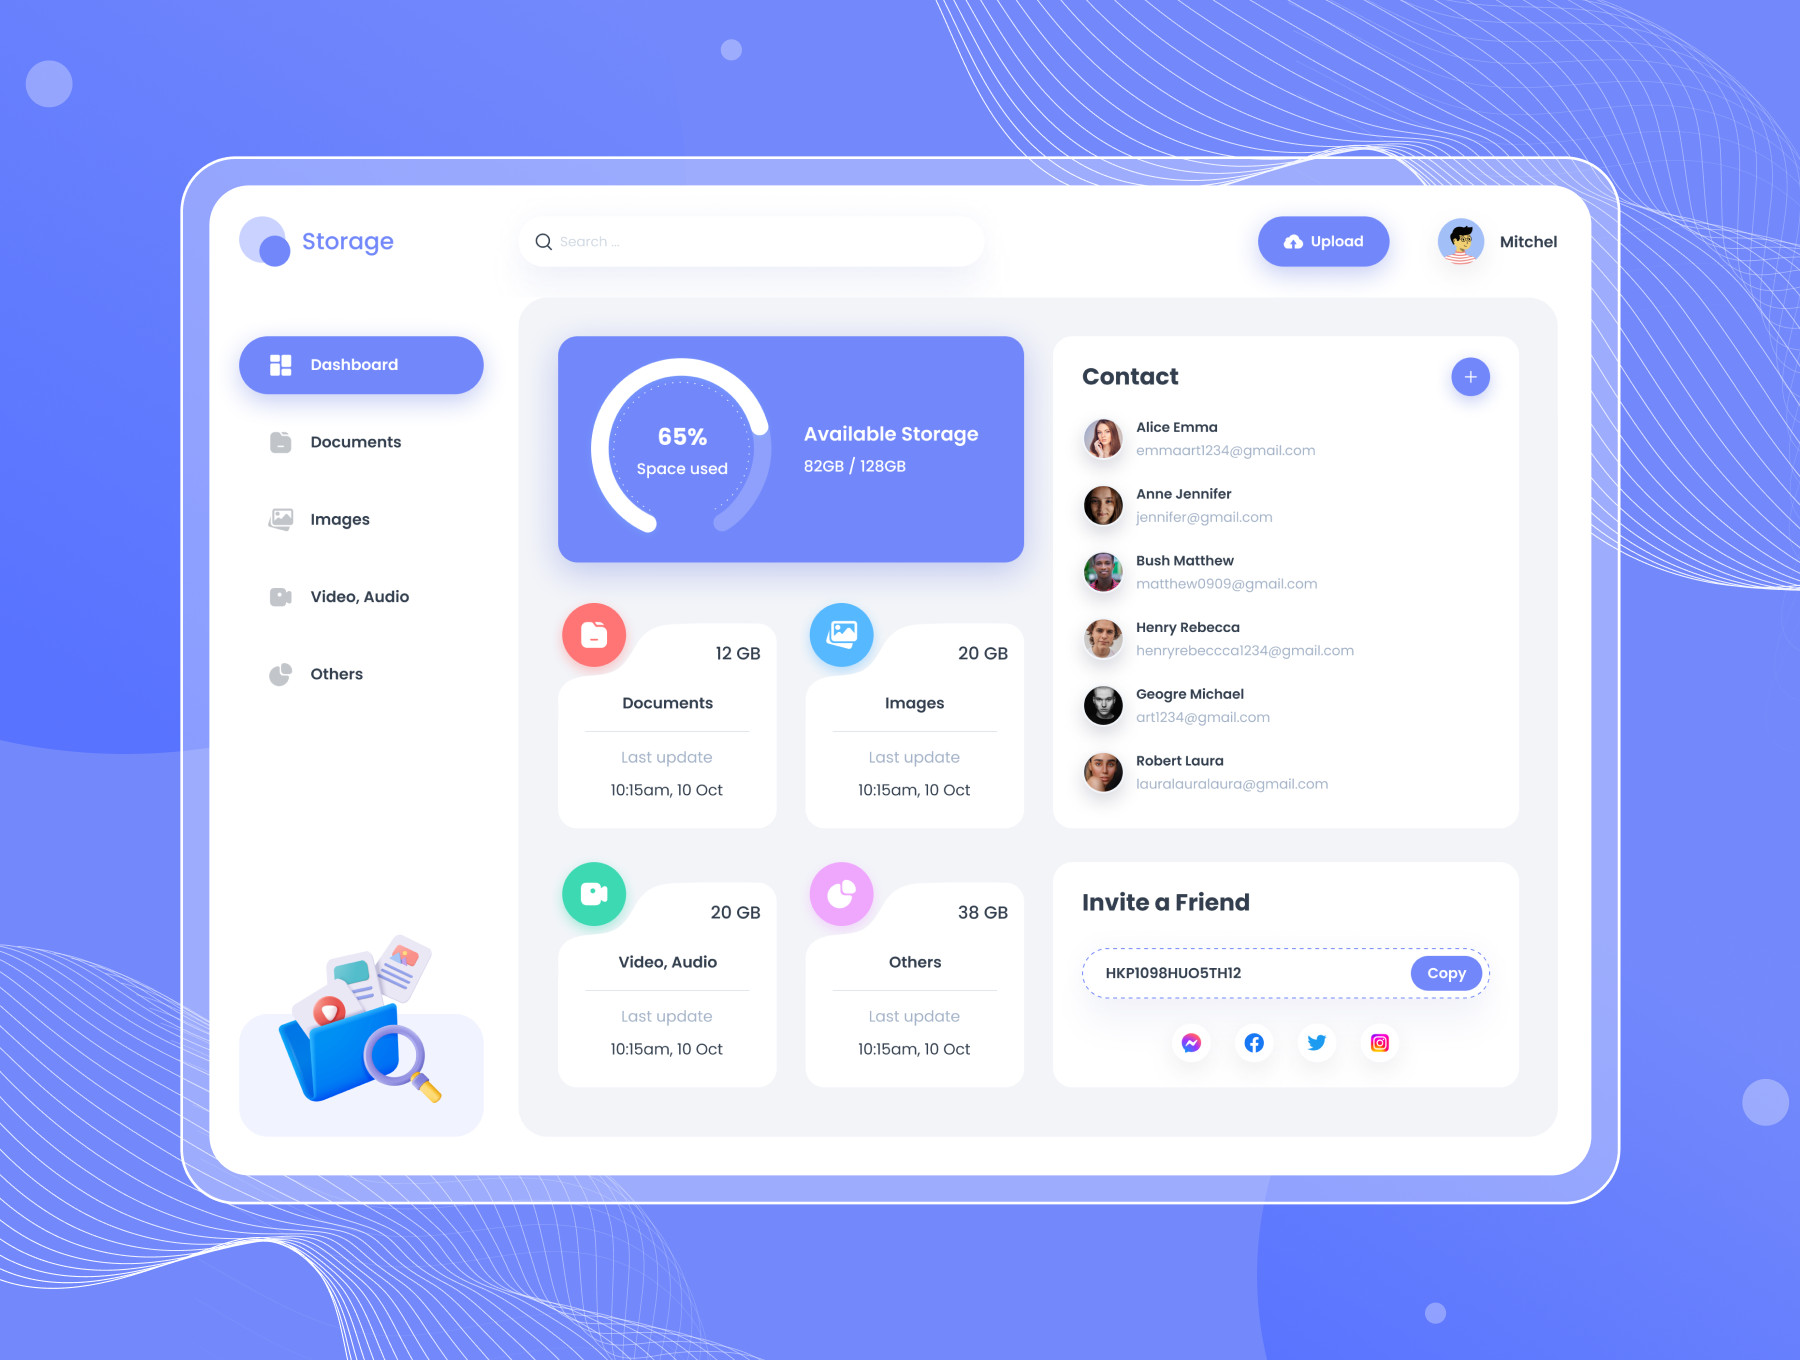 Storage
Search ...
Upload
Mitchel
Dashboard
Documents
Images
Video, Audio
Others
65%
Space used
Available Storage
82GB / 128GB
12 GB
Documents
Last update
10:15am, 10 Oct
20 GB
Images
Last update
10:15am, 10 Oct
20 GB
Video, Audio
Last update
10:15am, 10 Oct
38 GB
Others
Last update
10:15am, 10 Oct
Contact
Alice Emma
emmaart1234@gmail.com
Anne Jennifer
jennifer@gmail.com
Bush Matthew
matthew0909@gmail.com
Henry Rebecca
henryrebeccca1234@gmail.com
Geogre Michael
art1234@gmail.com
Robert Laura
lauralauralaura@gmail.com
Invite a Friend
HKP1098HUO5TH12
Copy